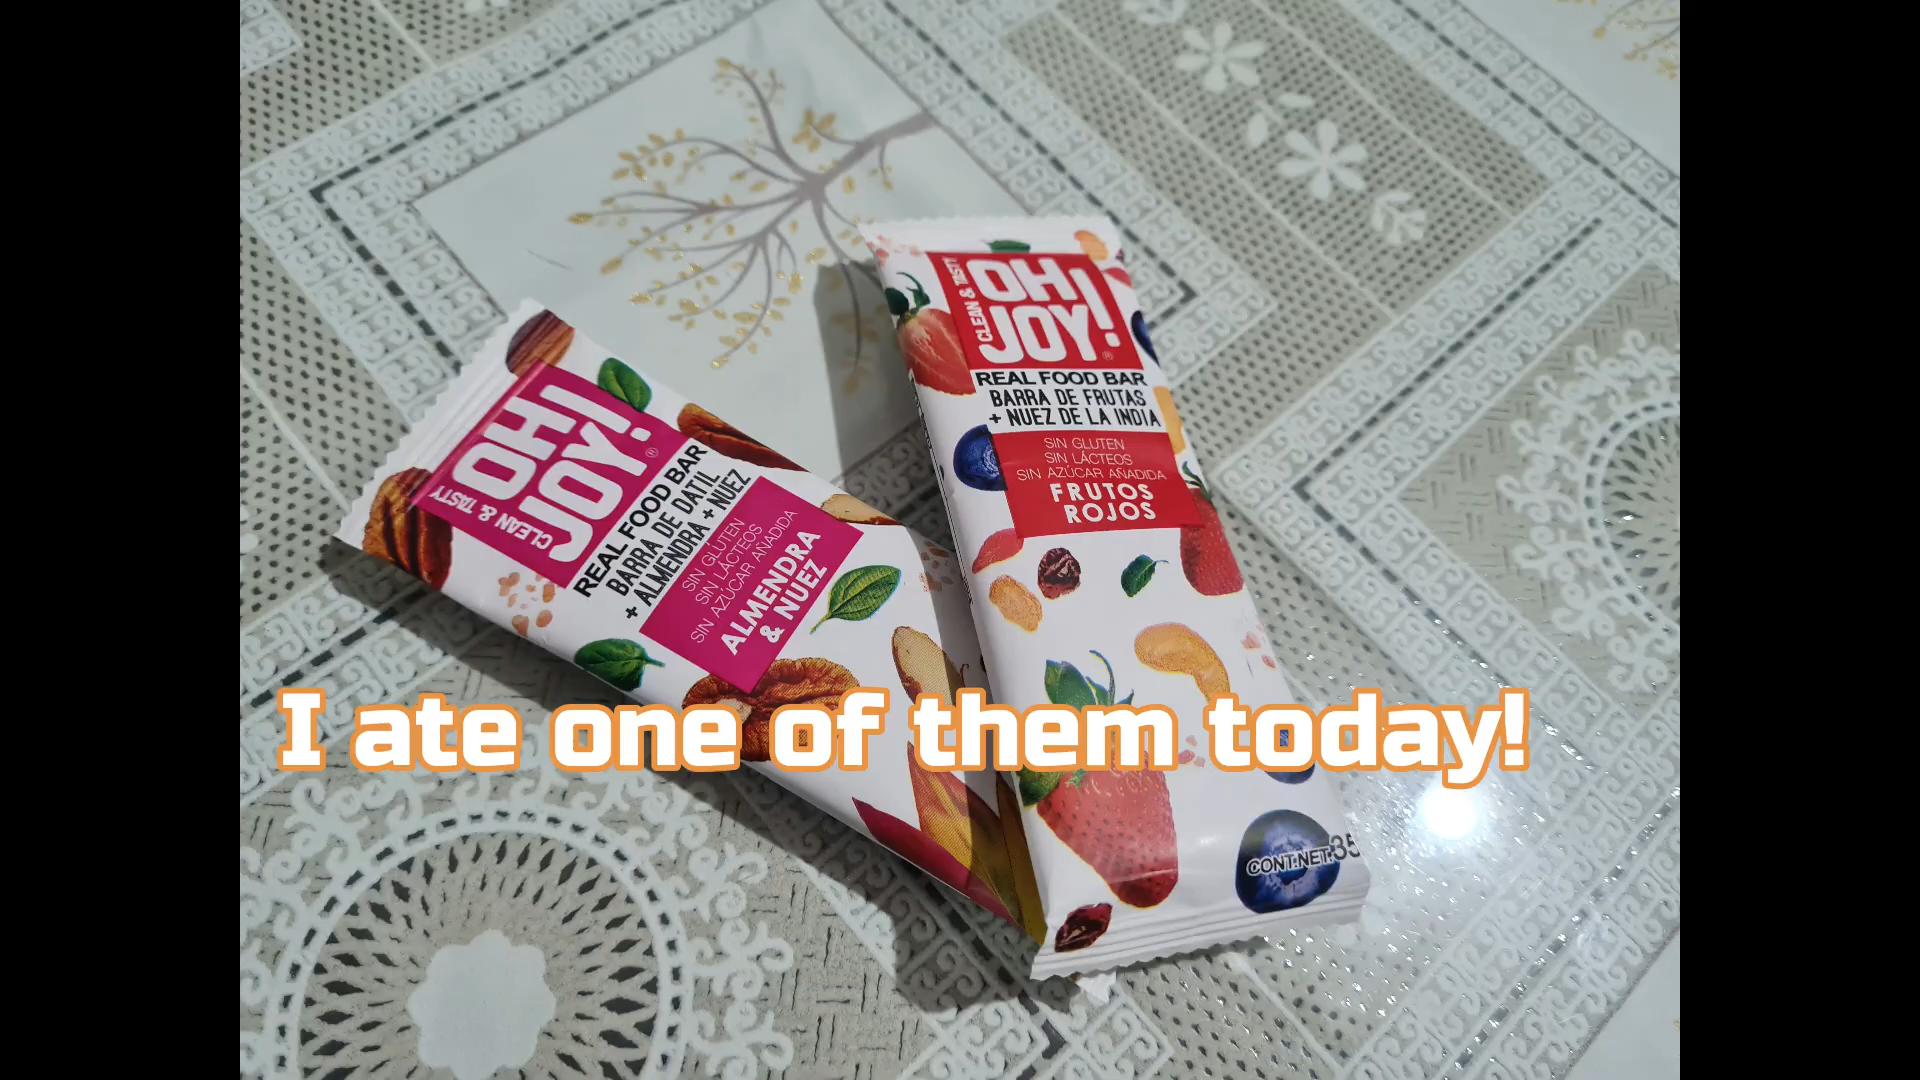 CLEAN & TASTY
OH
JOY!
®
REAL FOOD BAR
BARRA DE DATIL
+ ALMENDRA + NUEZ
SIN GLUTEN
SIN LÁCTEOS
SIN AZÚCAR AÑADIDA
ALMENDRA
& NUEZ
CLEAN & TASTY
OH
JOY!
®
REAL FOOD BAR
BARRA DE FRUTAS
+ NUEZ DE LA INDIA
SIN GLUTEN
SIN LÁCTEOS
SIN AZÚCAR AÑADIDA
FRUTOS
ROJOS
CONT.NET.35
I ate one of them today!